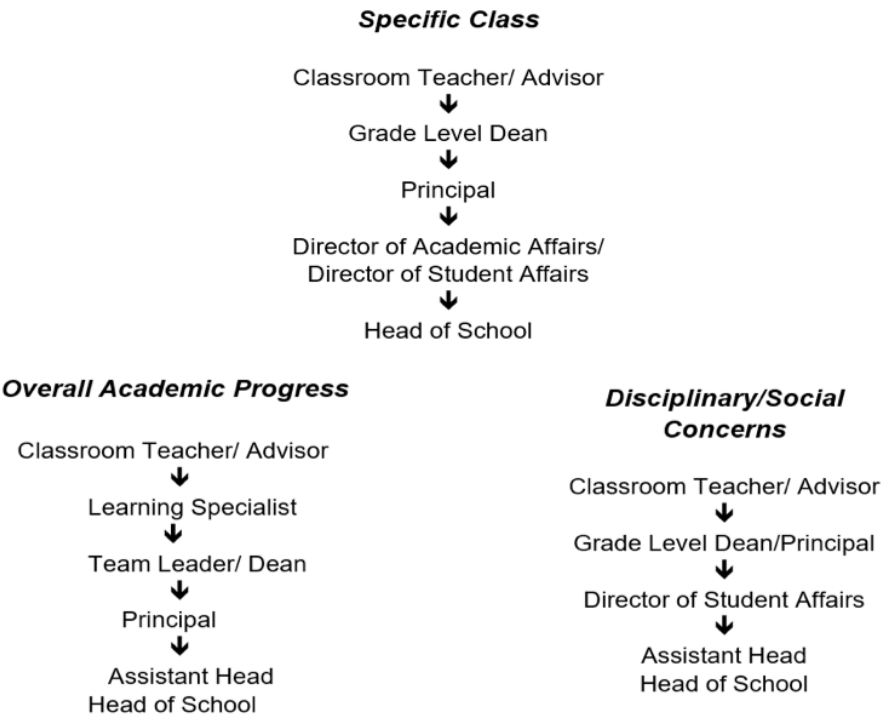 Specific Class
Classroom Teacher/ Advisor
Grade Level Dean
Principal
Director of Academic Affairs/
Director of Student Affairs
Head of School
Overall Academic Progress
Classroom Teacher/ Advisor
Learning Specialist
Team Leader/ Dean
Principal
Assistant Head
Head of School
Disciplinary/Social
Concerns
Classroom Teacher/ Advisor
Grade Level Dean/Principal
Director of Student Affairs
Assistant Head
Head of School